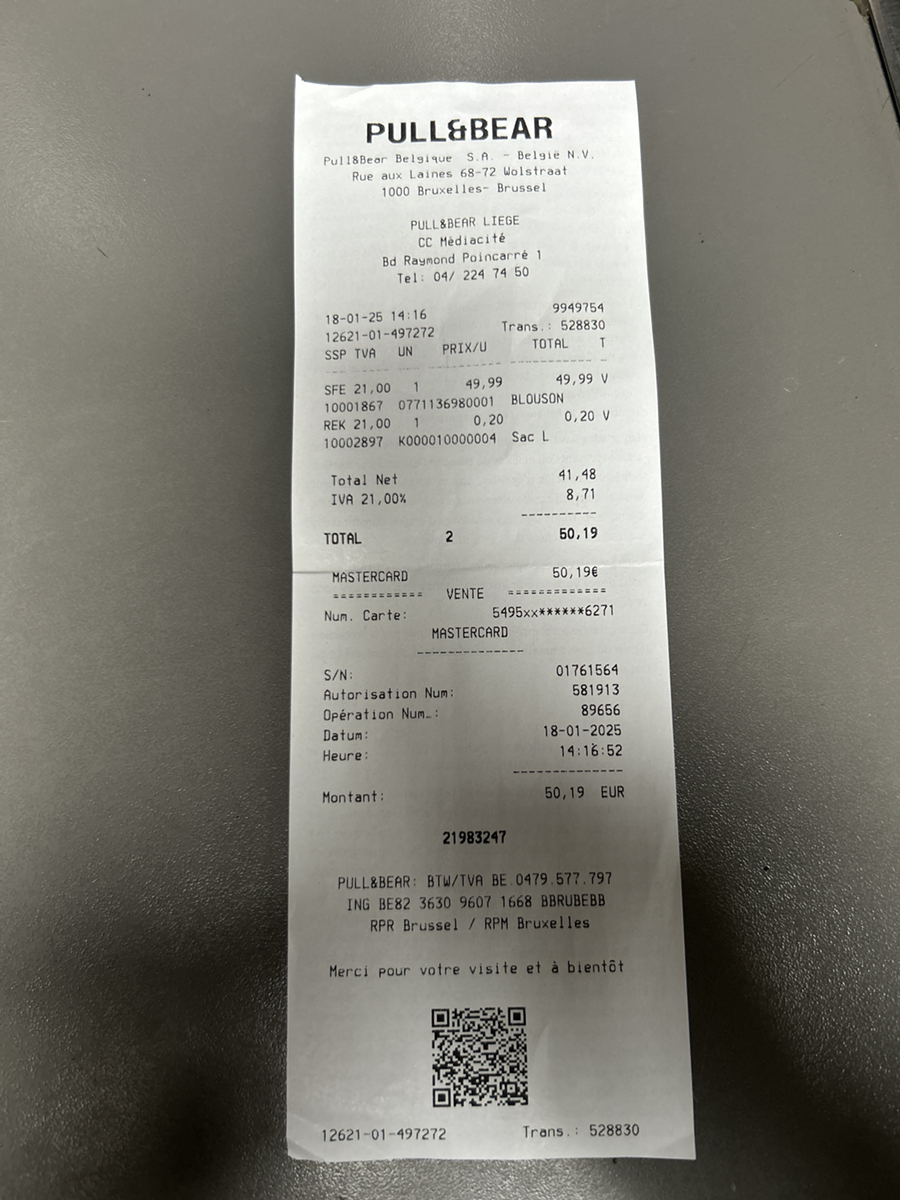 PULL&BEAR
Pull&Bear Belgique S.A. - België N.V.
Rue aux Laines 68-72 Wolstraat
1000 Bruxelles- Brussel
PULL&BEAR LIEGE
CC Médiacité
Bd Raymond Poincarré 1
Tel: 04/ 224 74 50
18-01-25 14:16 9949754
12621-01-497272 Trans.: 528830
SSP TVA UN PRIX/U TOTAL T
SFE 21,00 1 49,99 49,99 V
10001867 0771136980001 BLOUSON
REK 21,00 1 0,20 0,20 V
10002897 K000010000004 Sac L
Total Net 41,48
IVA 21,00% 8,71
----------
TOTAL 2 50,19
MASTERCARD 50,19€
============ VENTE =============
Num. Carte: 5495xx******6271
MASTERCARD
--------------
S/N: 01761564
Autorisation Num: 581913
Opération Num.: 89656
Datum: 18-01-2025
Heure: 14:16:52
--------------
Montant: 50,19 EUR
21983247
PULL&BEAR: BTW/TVA BE 0479.577.797
ING BE82 3630 9607 1668 BBRUBEBB
RPR Brussel / RPM Bruxelles
Merci pour votre visite et à bientôt
12621-01-497272 Trans.: 528830